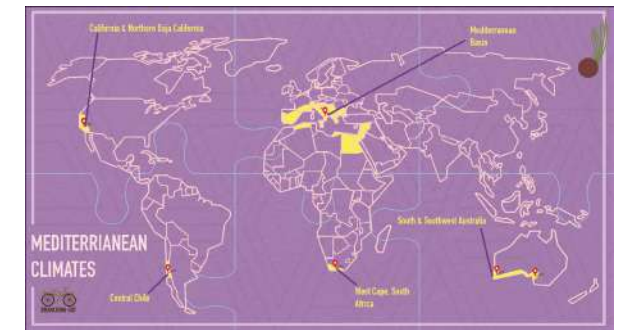 California & Northern Baja California
Mediterranean
Basin
South & Southwest Australia
MEDITERRIANEAN
CLIMATES
Central Chile
West Cape, South
Africa